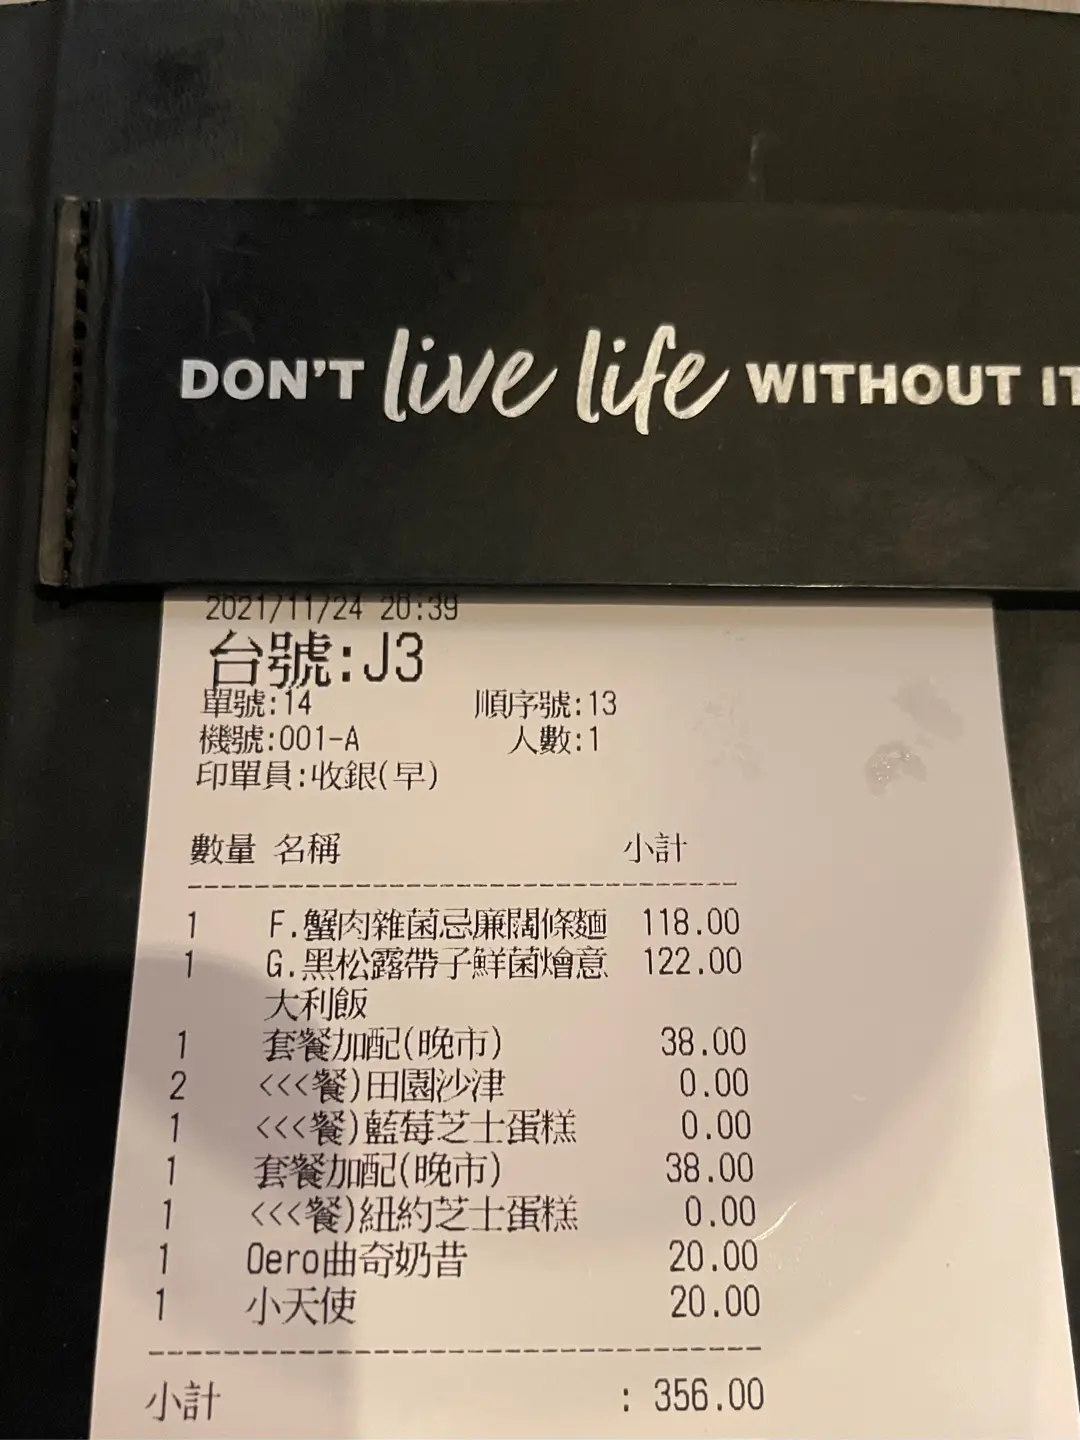 DON'T live life WITHOUT IT
2021/11/24 20:39
台號:J3
單號:14 順序號:13
機號:001-A 人數:1
印單員:收銀(早)
數量 名稱 小計
1 F.蟹肉雜菌忌廉闊條麵 118.00
1 G.黑松露帶子鮮菌燴意 122.00
大利飯
1 套餐加配(晚市) 38.00
2 <<<餐)田園沙津 0.00
1 <<<餐)藍莓芝士蛋糕 0.00
1 套餐加配(晚市) 38.00
1 <<<餐)紐約芝士蛋糕 0.00
1 Oero曲奇奶昔 20.00
1 小天使 20.00
小計 : 356.00